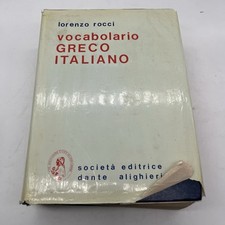 lorenzo rocci
vocabolario
GRECO
ITALIANO
società editrice
dante alighieri